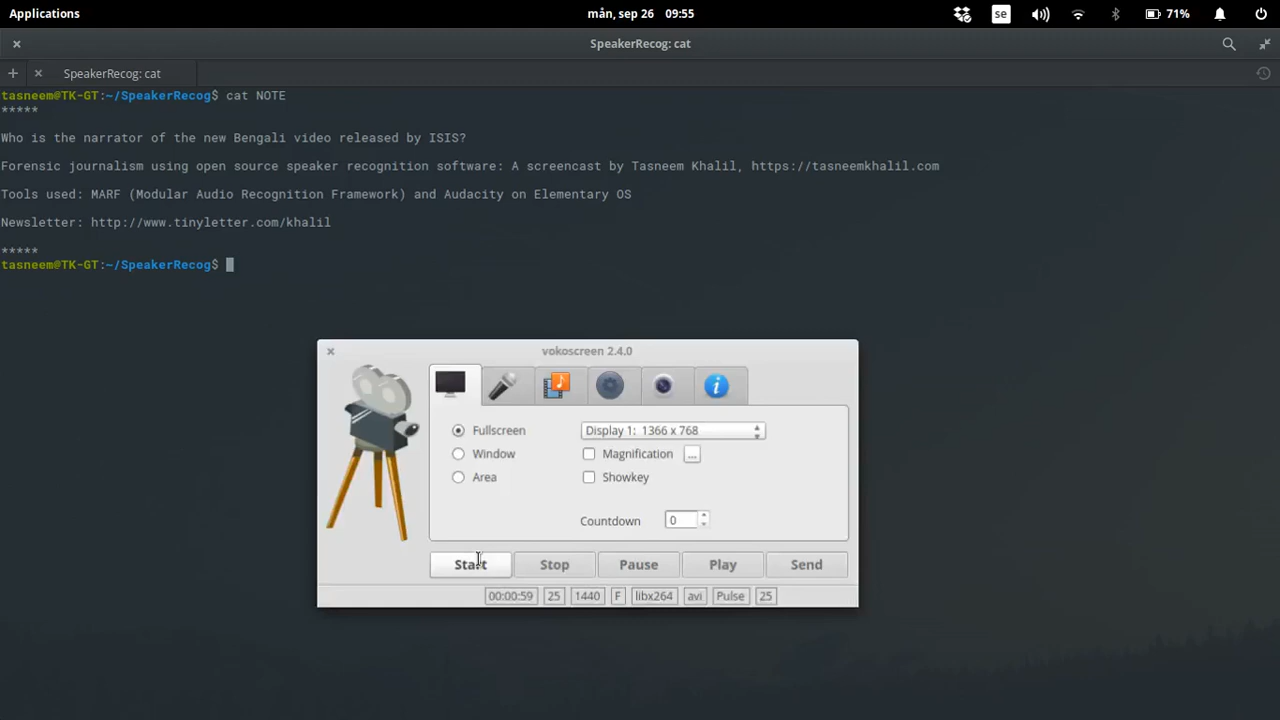 Applications
mån, sep 26 09:55
se
71%
SpeakerRecog: cat
SpeakerRecog: cat
tasneem@TK-GT:~/SpeakerRecog$ cat NOTE
*****
Who is the narrator of the new Bengali video released by ISIS?
Forensic journalism using open source speaker recognition software: A screencast by Tasneem Khalil, https://tasneemkhalil.com
Tools used: MARF (Modular Audio Recognition Framework) and Audacity on Elementary OS
Newsletter: http://www.tinyletter.com/khalil
*****
tasneem@TK-GT:~/SpeakerRecog$
vokoscreen 2.4.0
Fullscreen
Display 1: 1366 x 768
Window
Magnification
...
Area
Showkey
Countdown
0
Start
Stop
Pause
Play
Send
00:00:59
25
1440
F
libx264
avi
Pulse
25